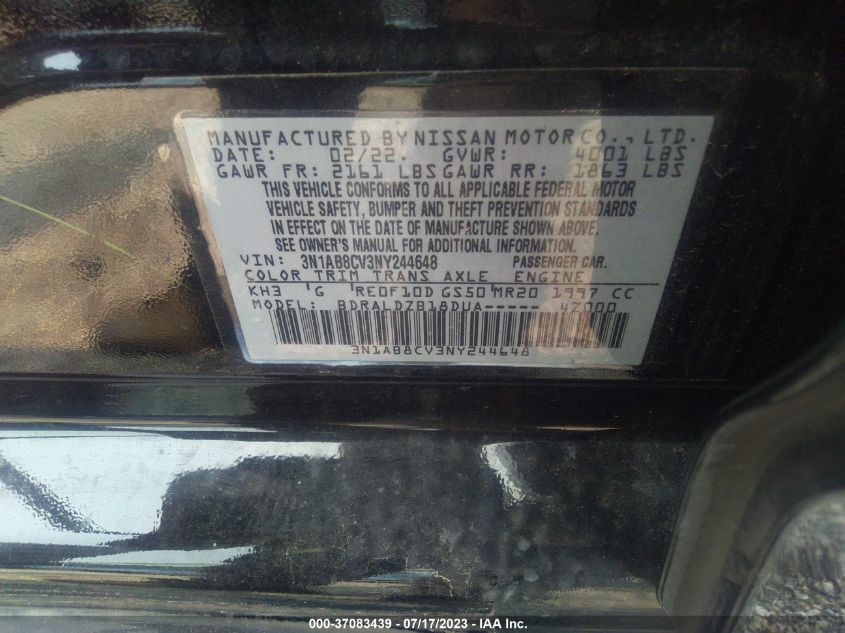 MANUFACTURED BY NISSAN MOTOR CO., LTD.
DATE: 02/22. GVWR: 4001 LBS
GAWR FR: 2161 LBS GAWR RR: 1863 LBS
THIS VEHICLE CONFORMS TO ALL APPLICABLE FEDERAL MOTOR
VEHICLE SAFETY, BUMPER AND THEFT PREVENTION STANDARDS
IN EFFECT ON THE DATE OF MANUFACTURE SHOWN ABOVE.
SEE OWNER'S MANUAL FOR ADDITIONAL INFORMATION.
VIN: 3N1AB8CV3NY244648 PASSENGER CAR.
COLOR TRIM TRANS AXLE ENGINE
KH3 'G 'RE0F10D GS50'MR20 1997 CC
MODEL: BDRALDZB18DUA----- 4Z000
3N1AB8CV3NY244648
000-37083439 - 07/17/2023 - IAA Inc.